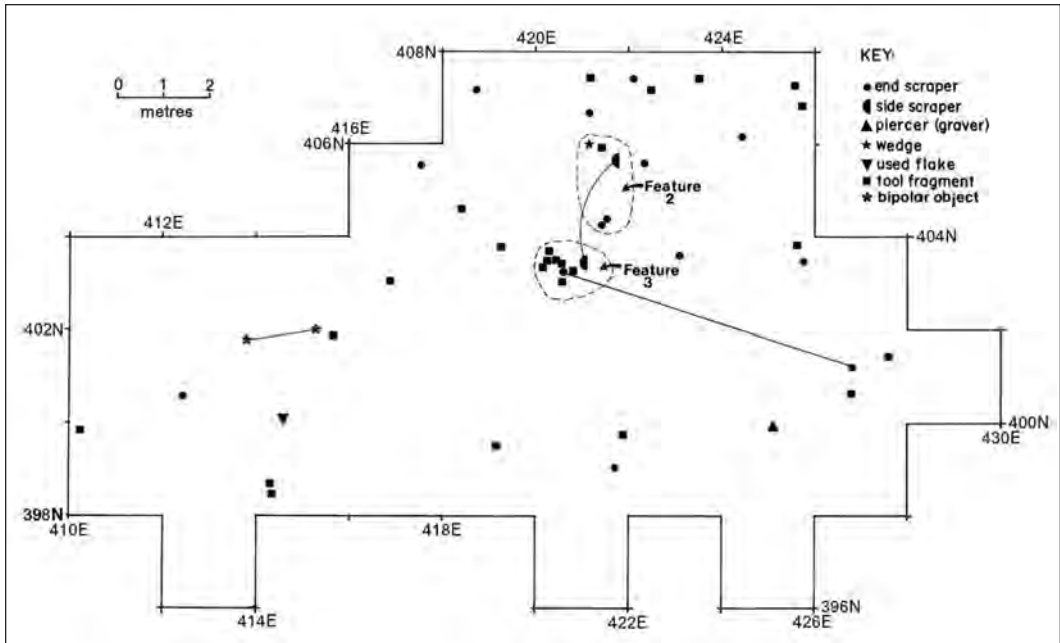 420E 424E
408N
KEY:
0 1 2
metres
end scraper
side scraper
piercer (graver)
wedge
used flake
tool fragment
bipolar object
416E
406N
Feature
2
412E
404N
Feature
3
402N
400N
430E
398N
410E
418E
414E
422E
426E
396N